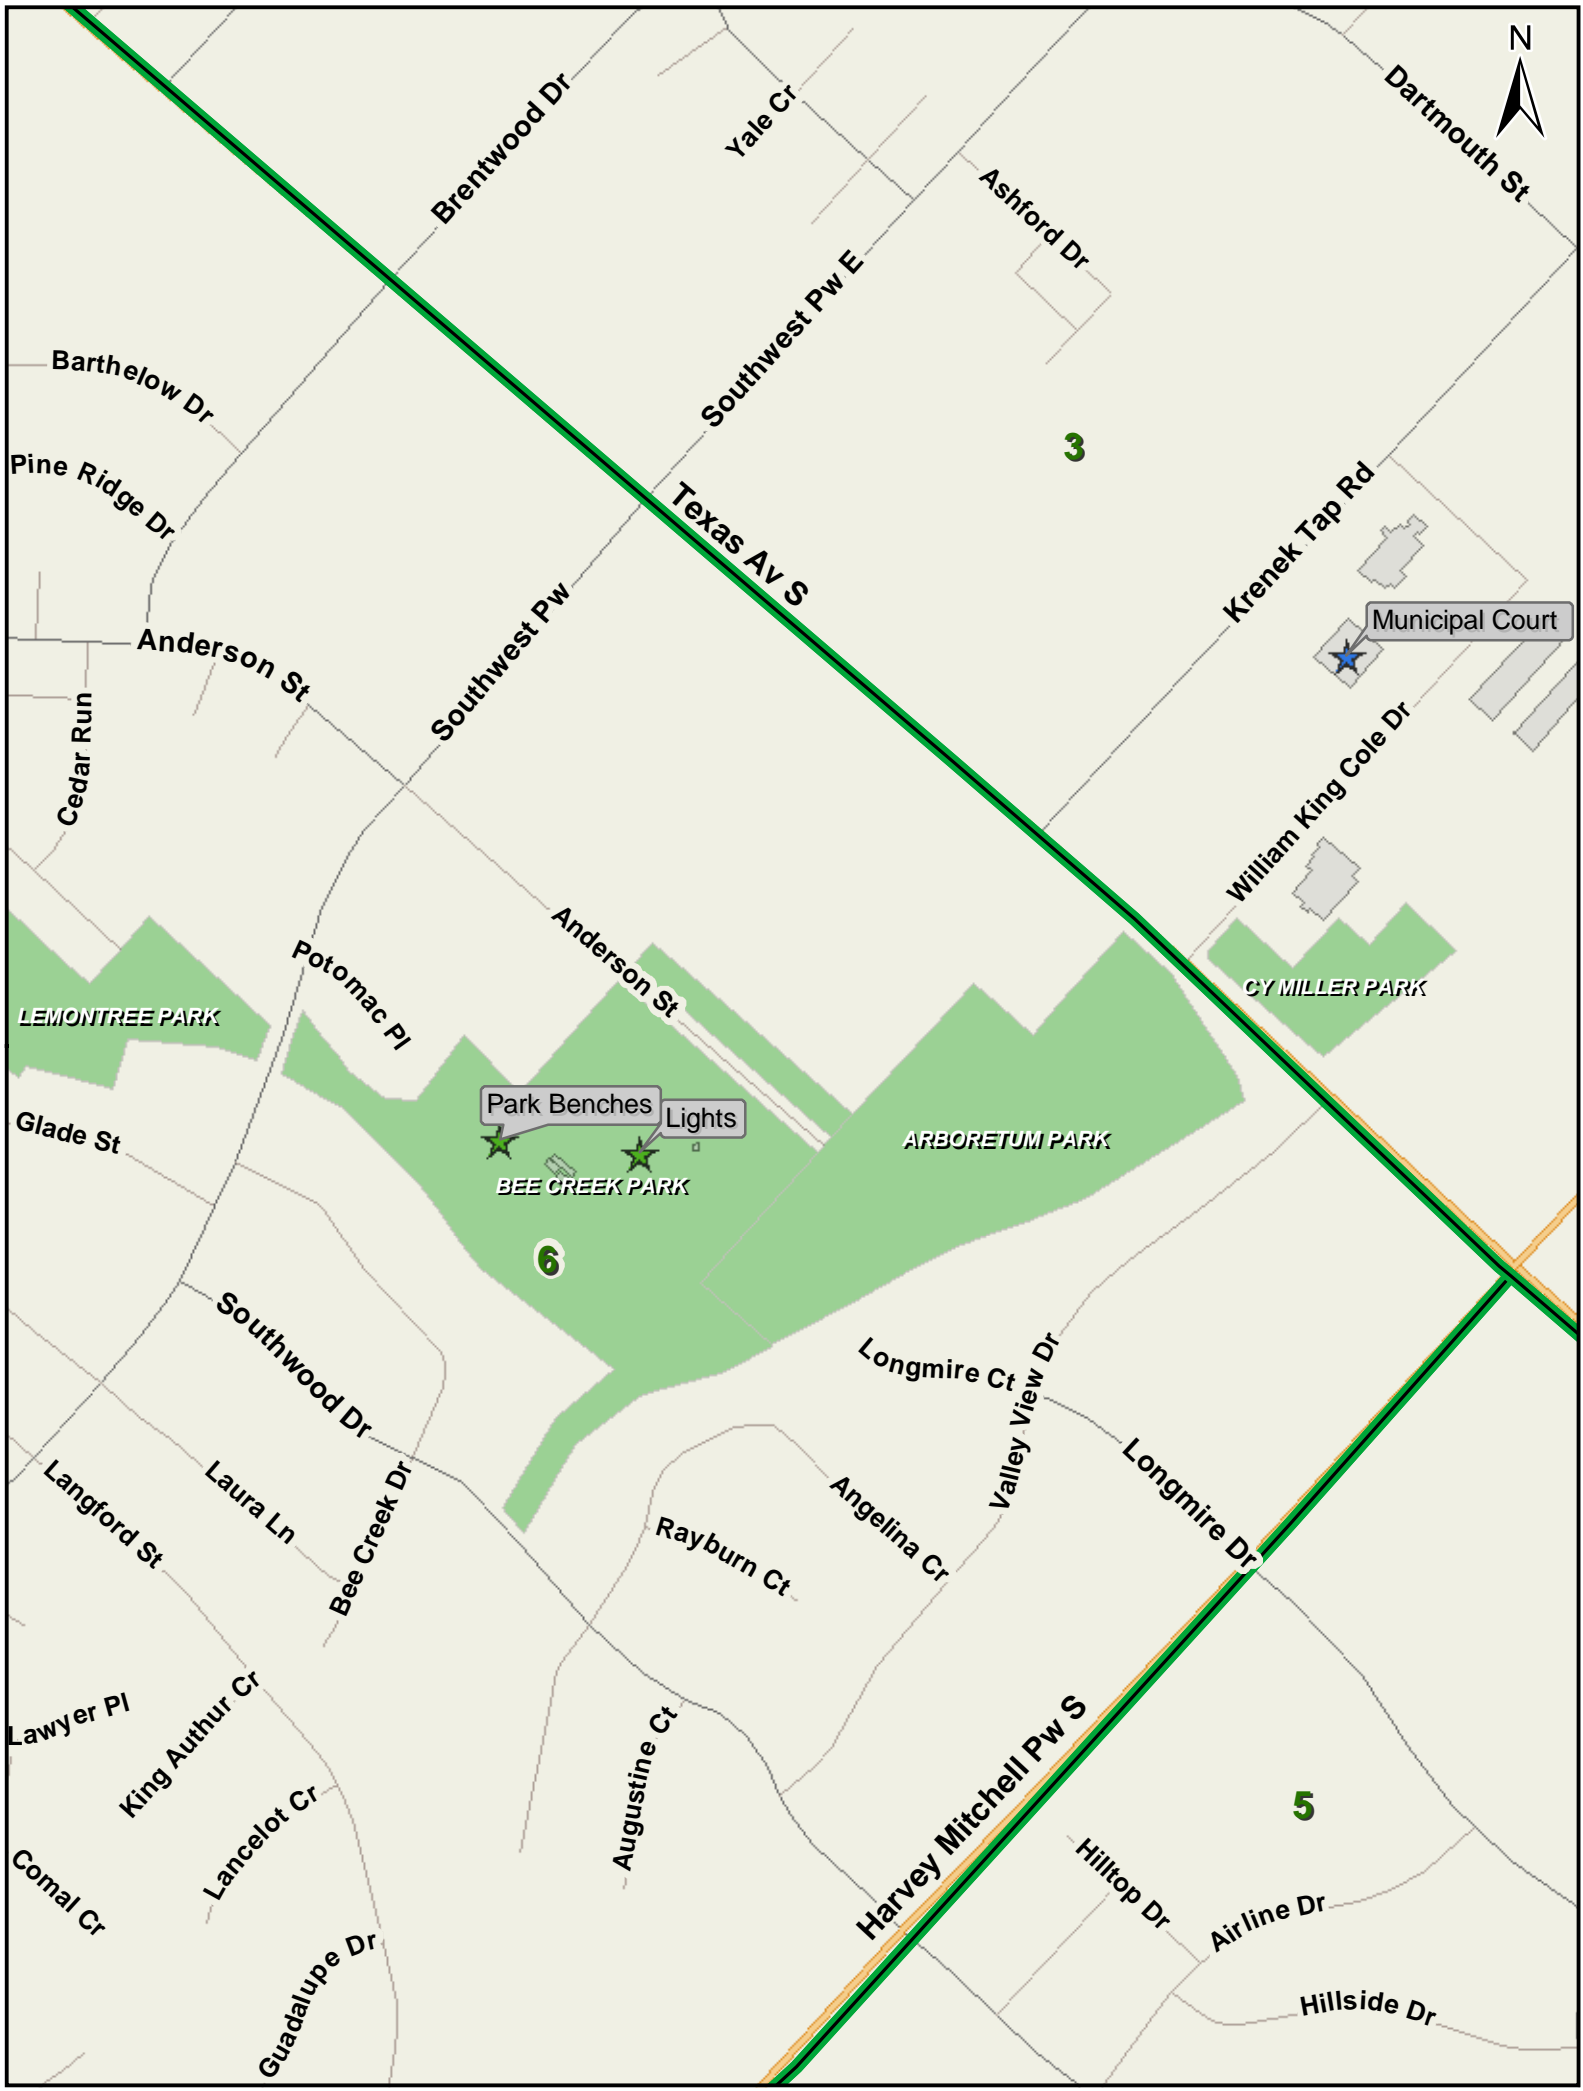 N
Dartmouth St
Brentwood Dr
Yale Cr
Ashford Dr
Southwest Pw E
Barthelow Dr
3
Pine Ridge Dr
Texas Av S
Krenek Tap Rd
Municipal Court
Southwest Pw
Anderson St
Cedar Run
William King Cole Dr
Anderson St
Potomac Pl
CY MILLER PARK
LEMONTREE PARK
Park Benches
Lights
Glade St
ARBORETUM PARK
BEE CREEK PARK
6
Southwood Dr
Longmire Ct
Valley View Dr
Longmire Dr
Langford St
Laura Ln
Bee Creek Dr
Angelina Cr
Rayburn Ct
King Authur Cr
Lawyer Pl
Augustine Ct
Harvey Mitchell Pw S
5
Lancelot Cr
Comal Cr
Hilltop Dr
Airline Dr
Guadalupe Dr
Hillside Dr